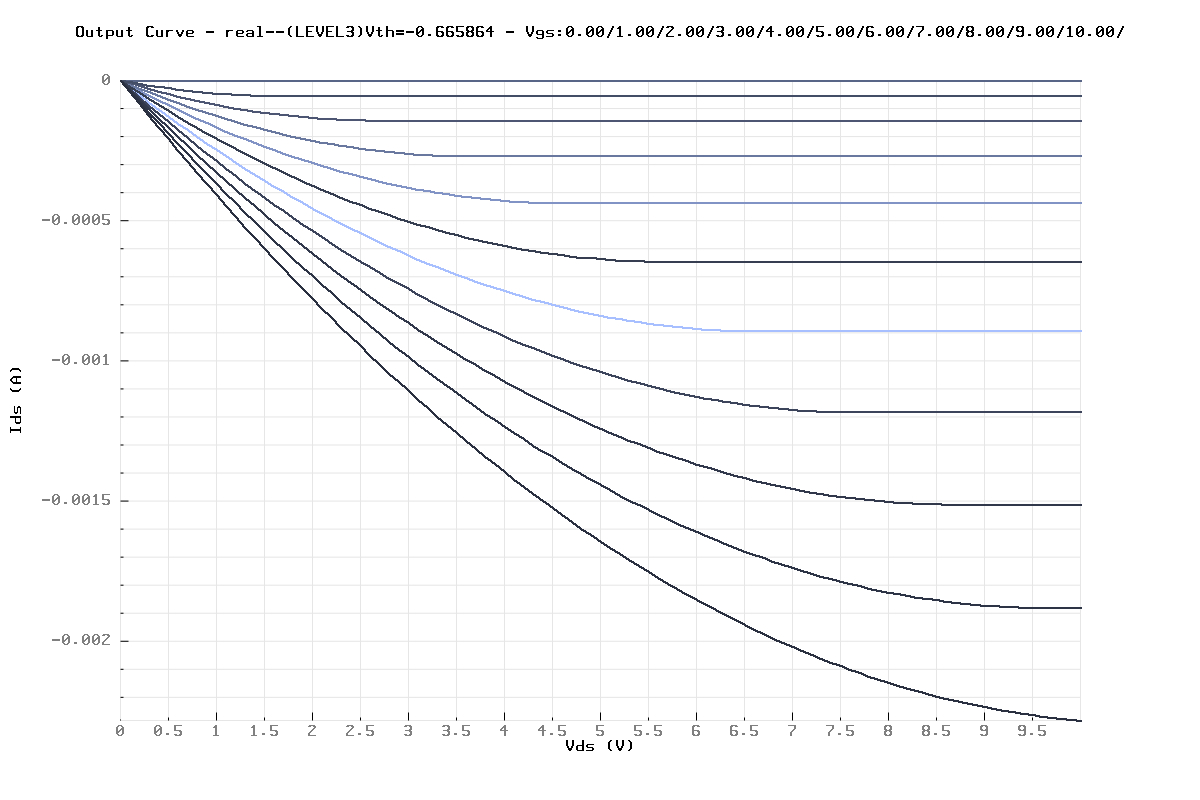 Output Curve - real--(LEVEL3)Vth=-0.665864 - Vgs:0.00/1.00/2.00/3.00/4.00/5.00/6.00/7.00/8.00/9.00/10.00/
0
-0.0005
-0.001
Ids (A)
-0.0015
-0.002
0 0.5 1 1.5 2 2.5 3 3.5 4 4.5 5 5.5 6 6.5 7 7.5 8 8.5 9 9.5
Vds (V)